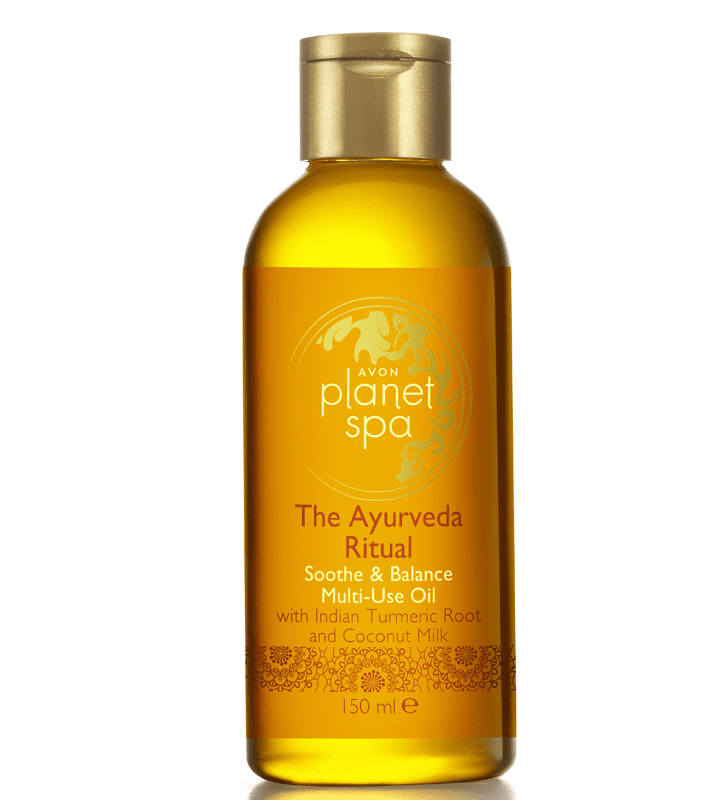 AVON
planet
spa
The Ayurveda
Ritual
Soothe & Balance
Multi-Use Oil
with Indian Turmeric Root
and Coconut Milk
150 ml ℮